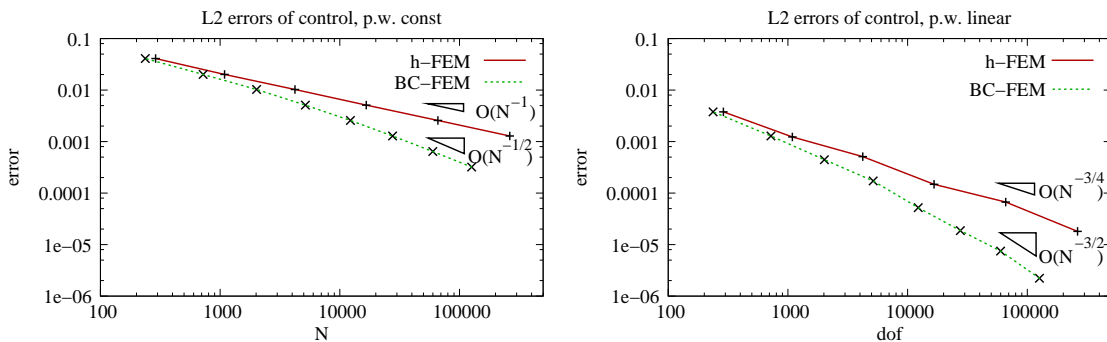 L2 errors of control, p.w. const
0.1
0.01
0.001
0.0001
1e−05
1e−06
100
1000
10000
100000
error
N
h−FEM
BC−FEM
O(N⁻¹)
O(N^−1/2)
L2 errors of control, p.w. linear
0.1
0.01
0.001
0.0001
1e−05
1e−06
100
1000
10000
100000
error
dof
h−FEM
BC−FEM
O(N^−3/4)
O(N^−3/2)